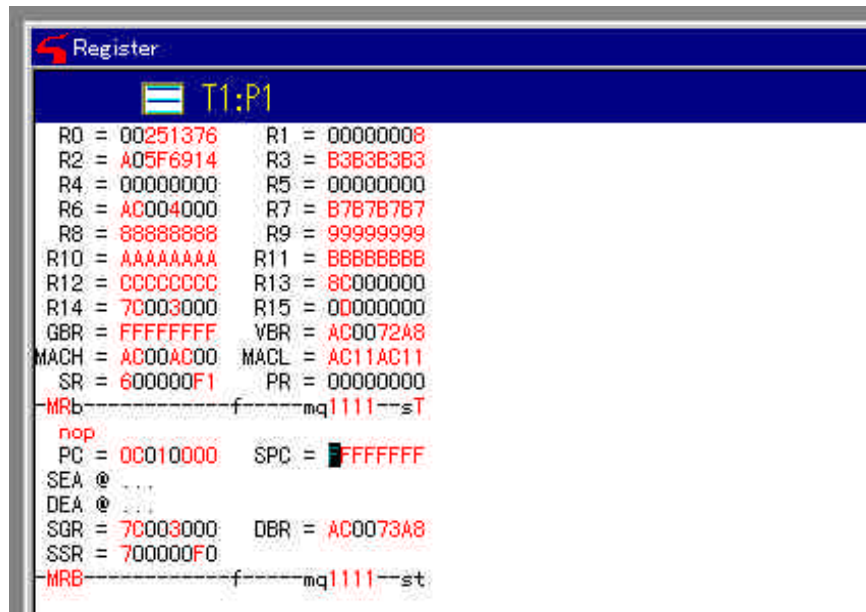 Register
T1:P1
R0 = 00251376 R1 = 00000008
R2 = A05F6914 R3 = B3B3B3B3
R4 = 00000000 R5 = 00000000
R6 = AC004000 R7 = B7B7B7B7
R8 = 88888888 R9 = 99999999
R10 = AAAAAAAA R11 = BBBBBBBB
R12 = CCCCCCCC R13 = 8C000000
R14 = 7C003000 R15 = 0D000000
GBR = FFFFFFFF VBR = AC0072A8
MACH = AC00AC00 MACL = AC11AC11
SR = 600000F1 PR = 00000000
-MRb-------------f-----mq1111--sT
nop
PC = 0C010000 SPC = FFFFFFFF
SEA @ ...
DEA @ ...
SGR = 7C003000 DBR = AC0073A8
SSR = 700000F0
-MRB-------------f-----mq1111--st